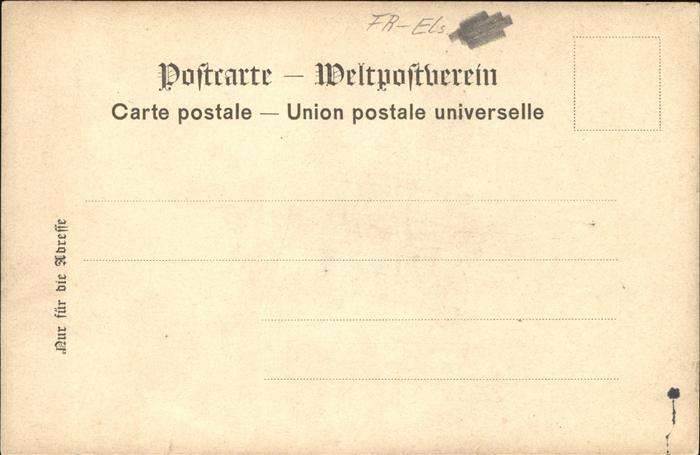 FR-Els
Postcarte — Weltpostverein
Carte postale — Union postale universelle
Nur für die Adresse